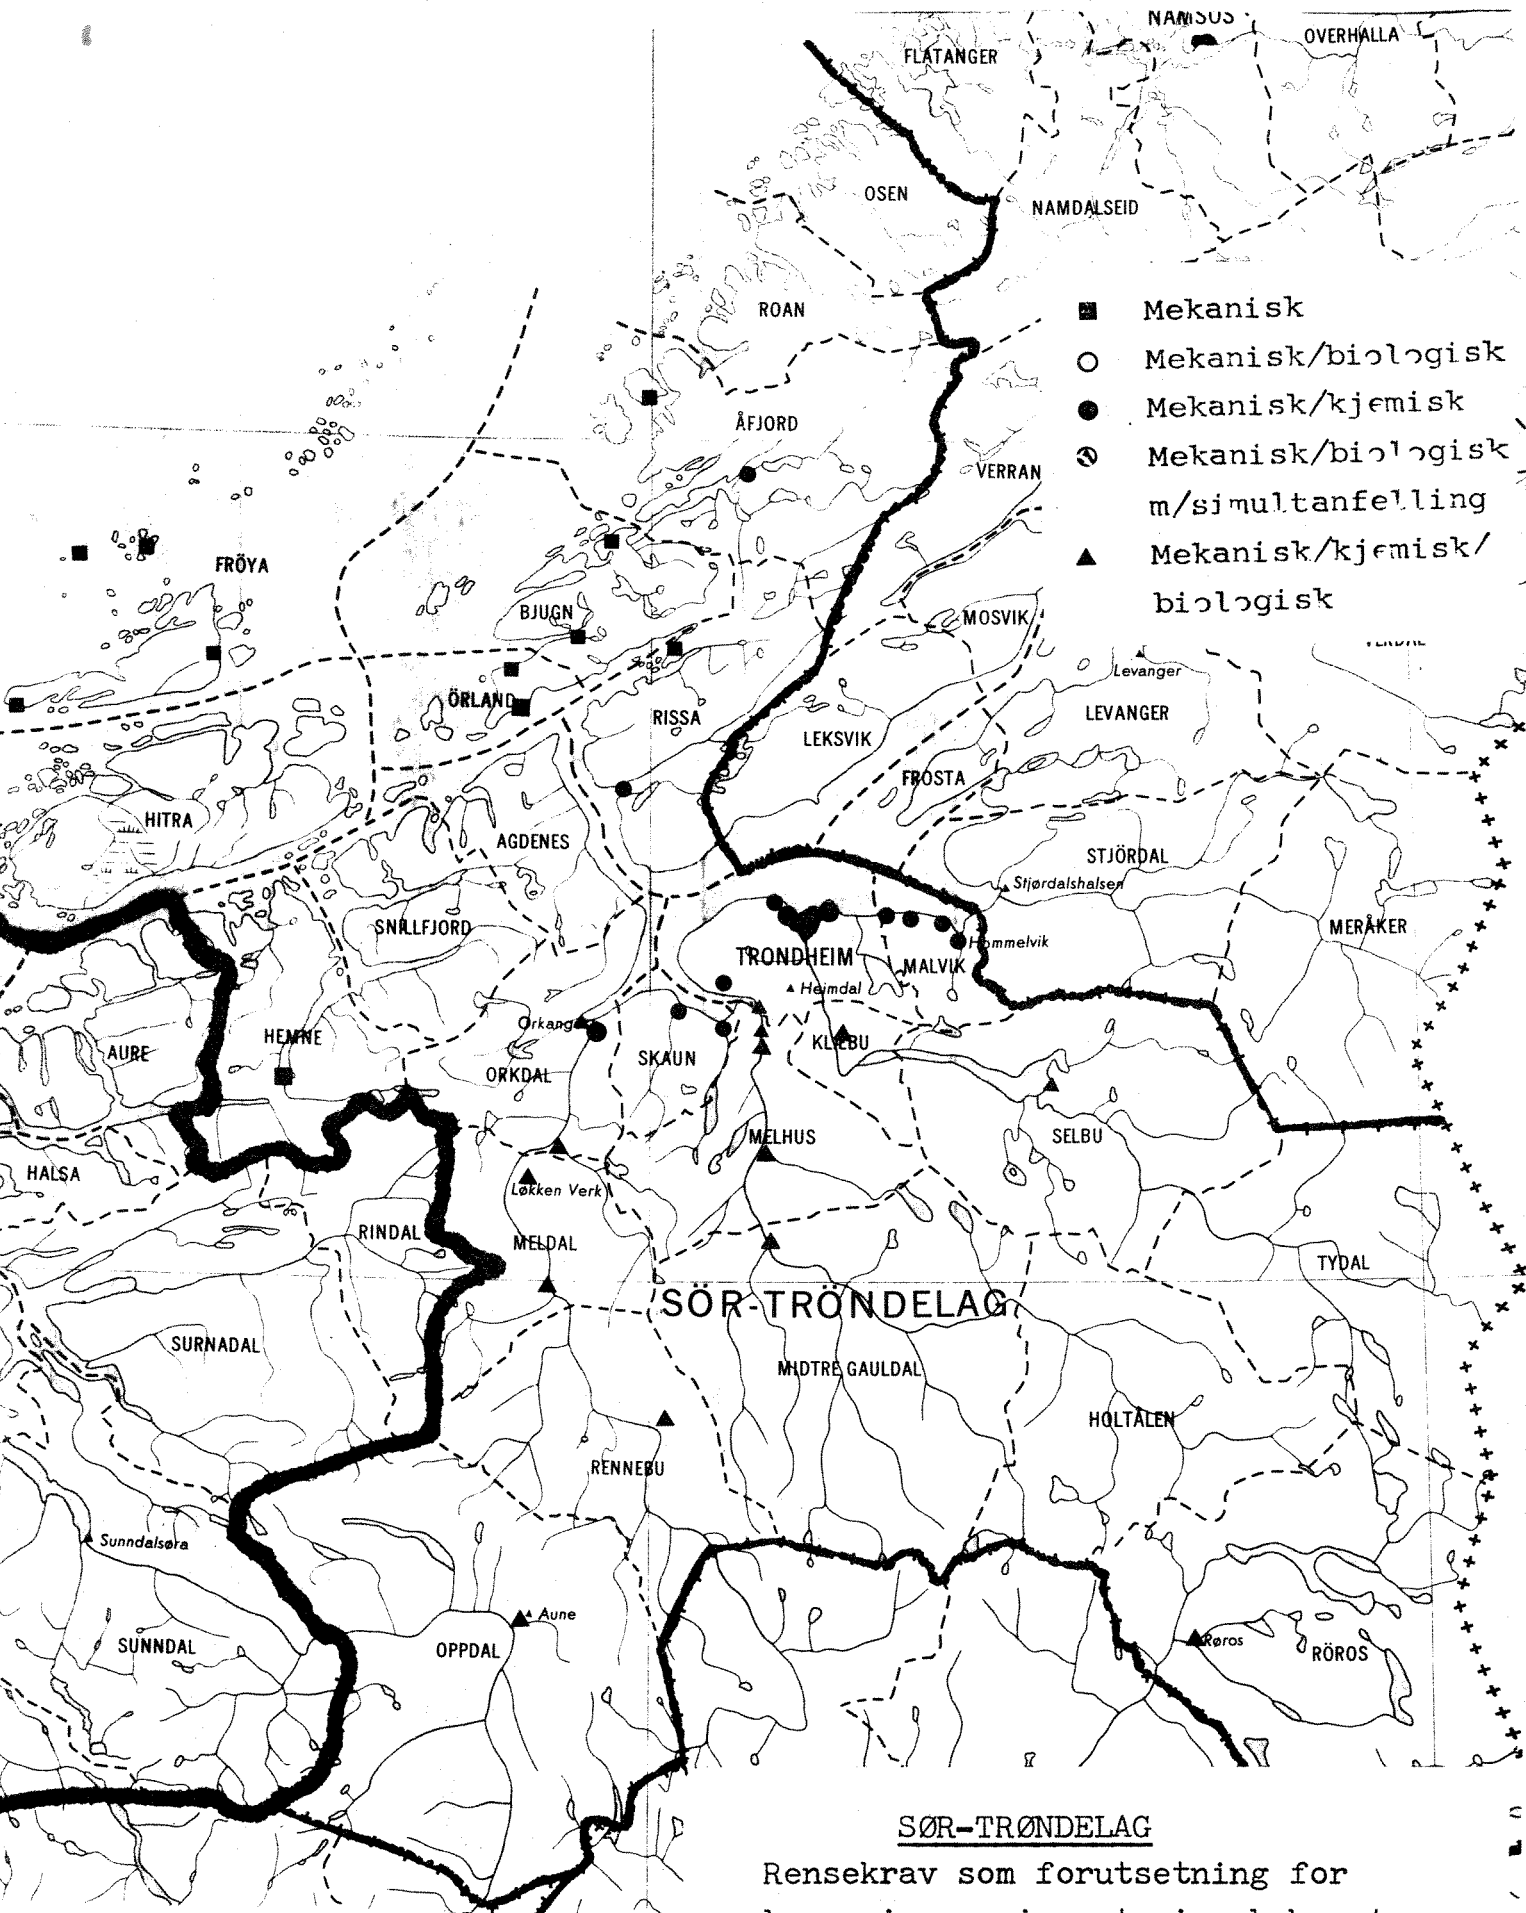 NAMSOS
OVERHALLA
FLATANGER
OSEN
NAMDALSEID
ROAN
Mekanisk
Mekanisk/biologisk
Mekanisk/kjemisk
Mekanisk/biologisk
m/simultanfelling
Mekanisk/kjemisk/
biologisk
ÅFJORD
VERRAN
FRÖYA
BJUGN
MOSVIK
VERDAL
Levanger
ÖRLAND
RISSA
LEVANGER
LEKSVIK
FROSTA
HITRA
AGDENES
STJÖRDAL
Stjørdalshalsen
SNILLFJORD
MERÅKER
Hommelvik
TRONDHEIM
MALVIK
Heimdal
Orkanger
HEMNE
KLÆBU
AURE
SKAUN
ORKDAL
MELHUS
SELBU
HALSA
Løkken Verk
RINDAL
MELDAL
TYDAL
SÖR-TRÖNDELAG
SURNADAL
MIDTRE GAULDAL
HOLTÅLEN
RENNEBU
Sunndalsøra
Aune
SUNNDAL
OPPDAL
Røros
RÖROS
SØR-TRØNDELAG
Rensekrav som forutsetning for